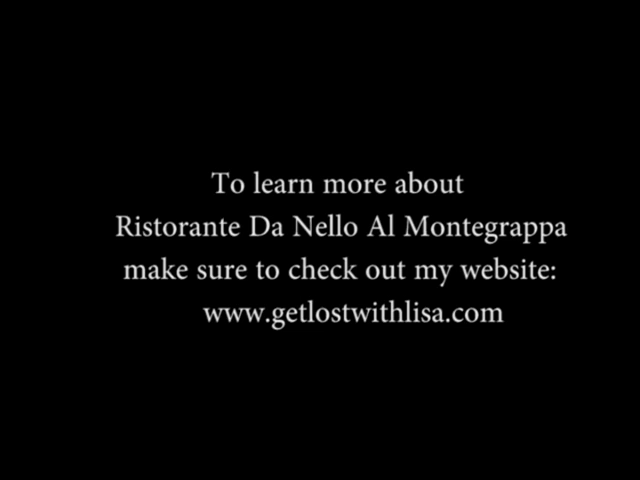 To learn more about
Ristorante Da Nello Al Montegrappa
make sure to check out my website:
www.getlostwithlisa.com